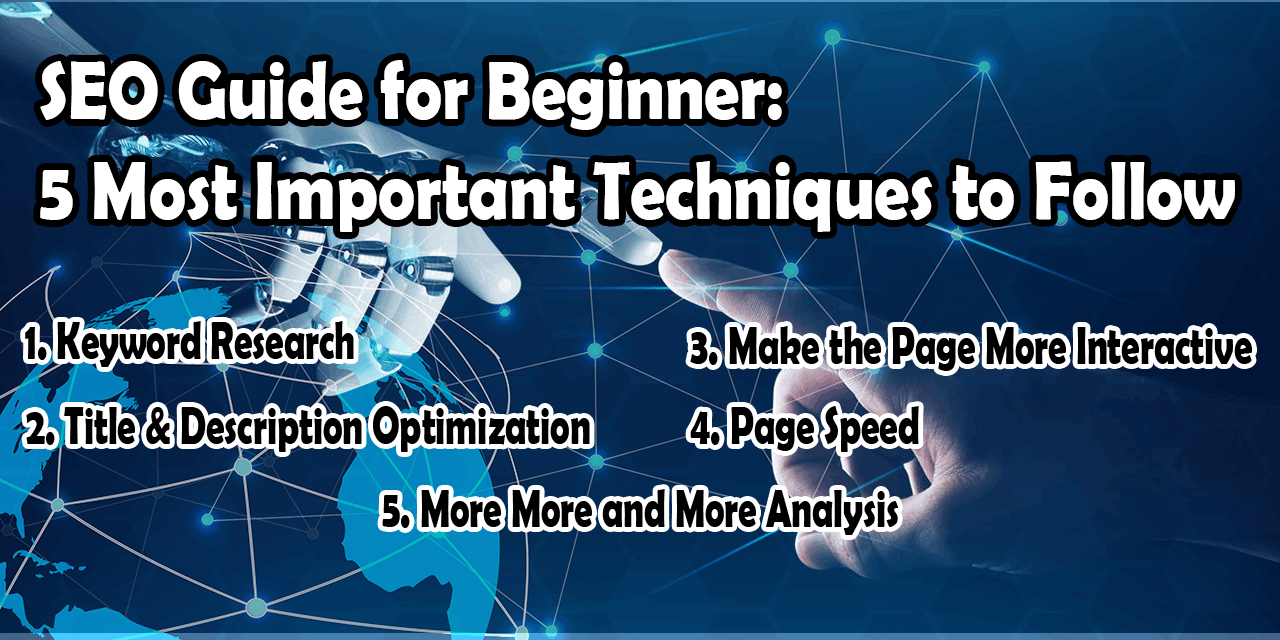 SEO Guide for Beginner:
5 Most Important Techniques to Follow
1. Keyword Research
2. Title & Description Optimization
3. Make the Page More Interactive
4. Page Speed
5. More More and More Analysis